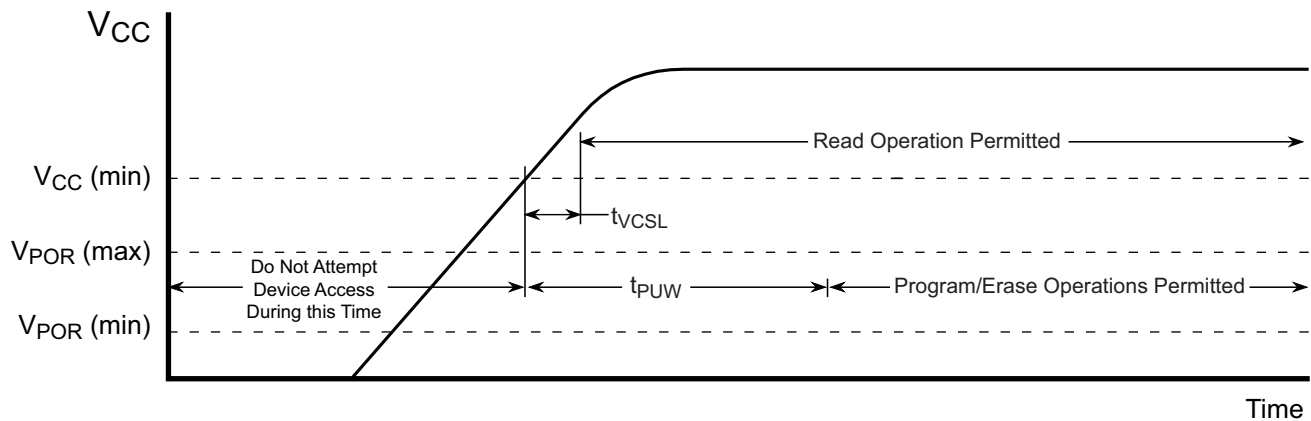 VCC
Read Operation Permitted
VCC (min)
tVCSL
VPOR (max)
Do Not Attempt
Device Access
During this Time
tPUW
Program/Erase Operations Permitted
VPOR (min)
Time